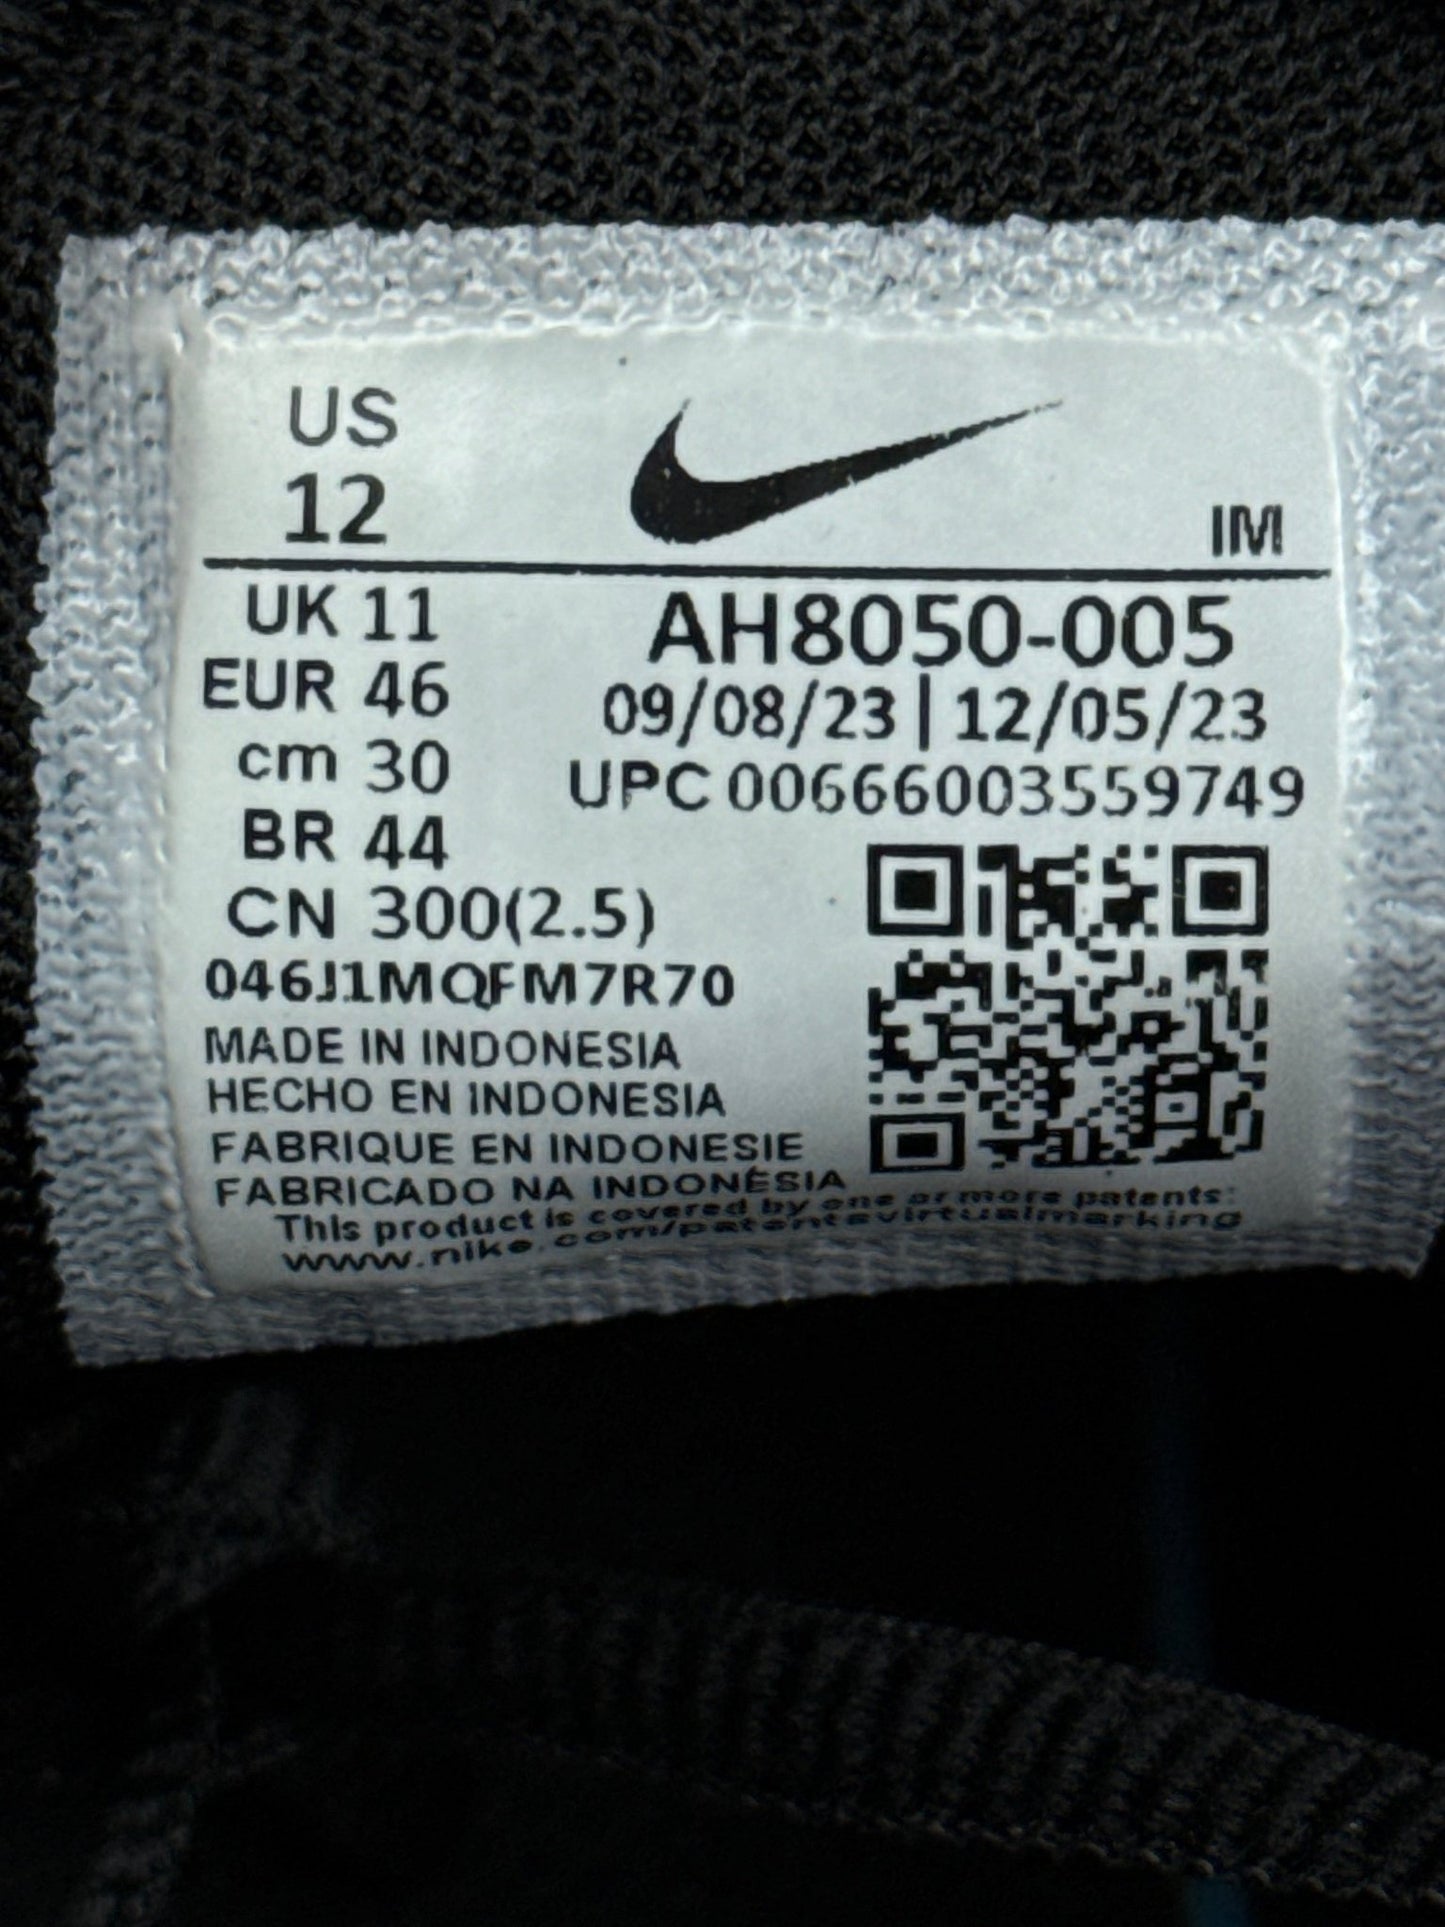 US
12
IM
UK 11
EUR 46
cm 30
BR 44
CN 300(2.5)
AH8050-005
09/08/23 | 12/05/23
UPC 00666003559749
046J1MQFM7R70
MADE IN INDONESIA
HECHO EN INDONESIA
FABRIQUE EN INDONESIE
FABRICADO NA INDONÉSIA
This product is covered by one or more patents:
www.nike.com/patentsvirtualmarking